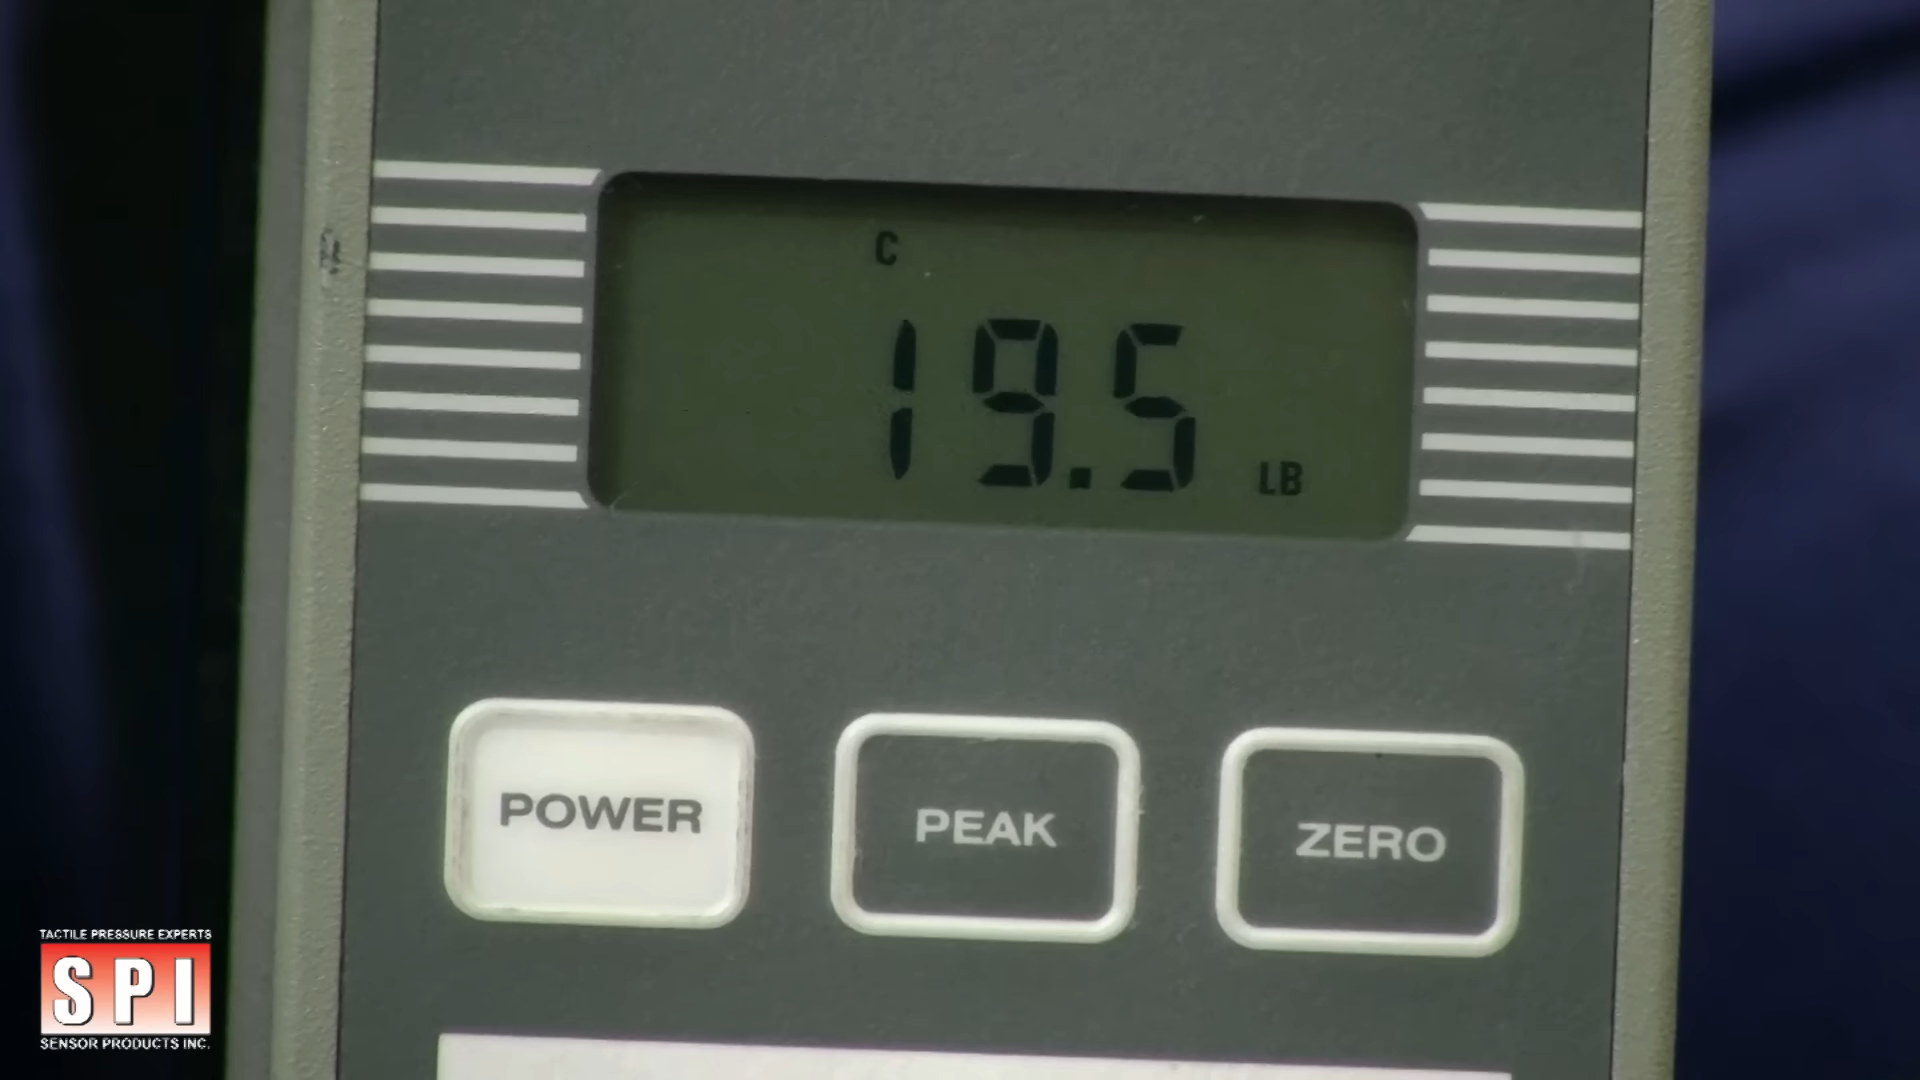 C
19.5 LB
POWER
PEAK
ZERO
TACTILE PRESSURE EXPERTS
SPI
SENSOR PRODUCTS INC.